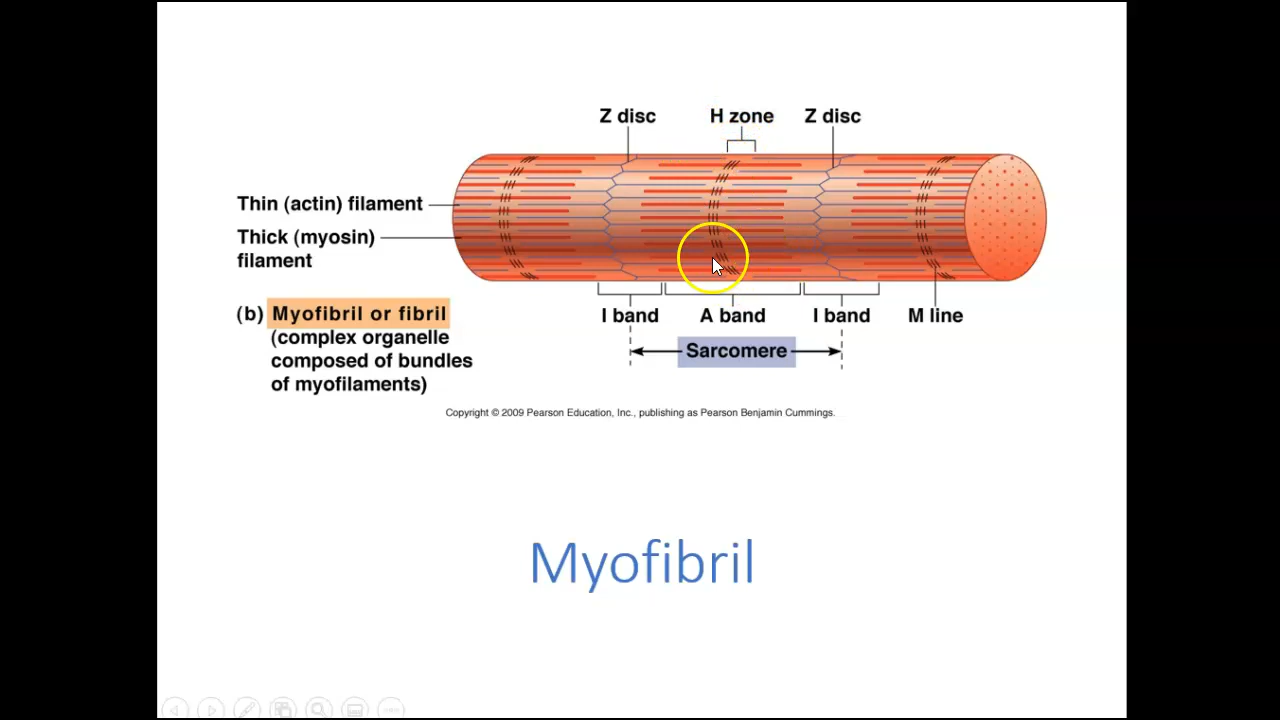 Z disc H zone Z disc
Thin (actin) filament
Thick (myosin)
filament
(b) Myofibril or fibril
(complex organelle
composed of bundles
of myofilaments)
I band A band I band M line
Sarcomere
Copyright © 2009 Pearson Education, Inc., publishing as Pearson Benjamin Cummings.
Myofibril